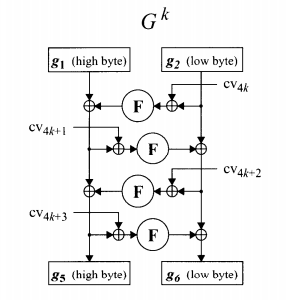 G^k
g₁ (high byte) g₂ (low byte)
cv₄ₖ
F
cv₄ₖ₊₁
F
cv₄ₖ₊₂
F
cv₄ₖ₊₃
F
g₅ (high byte) g₆ (low byte)